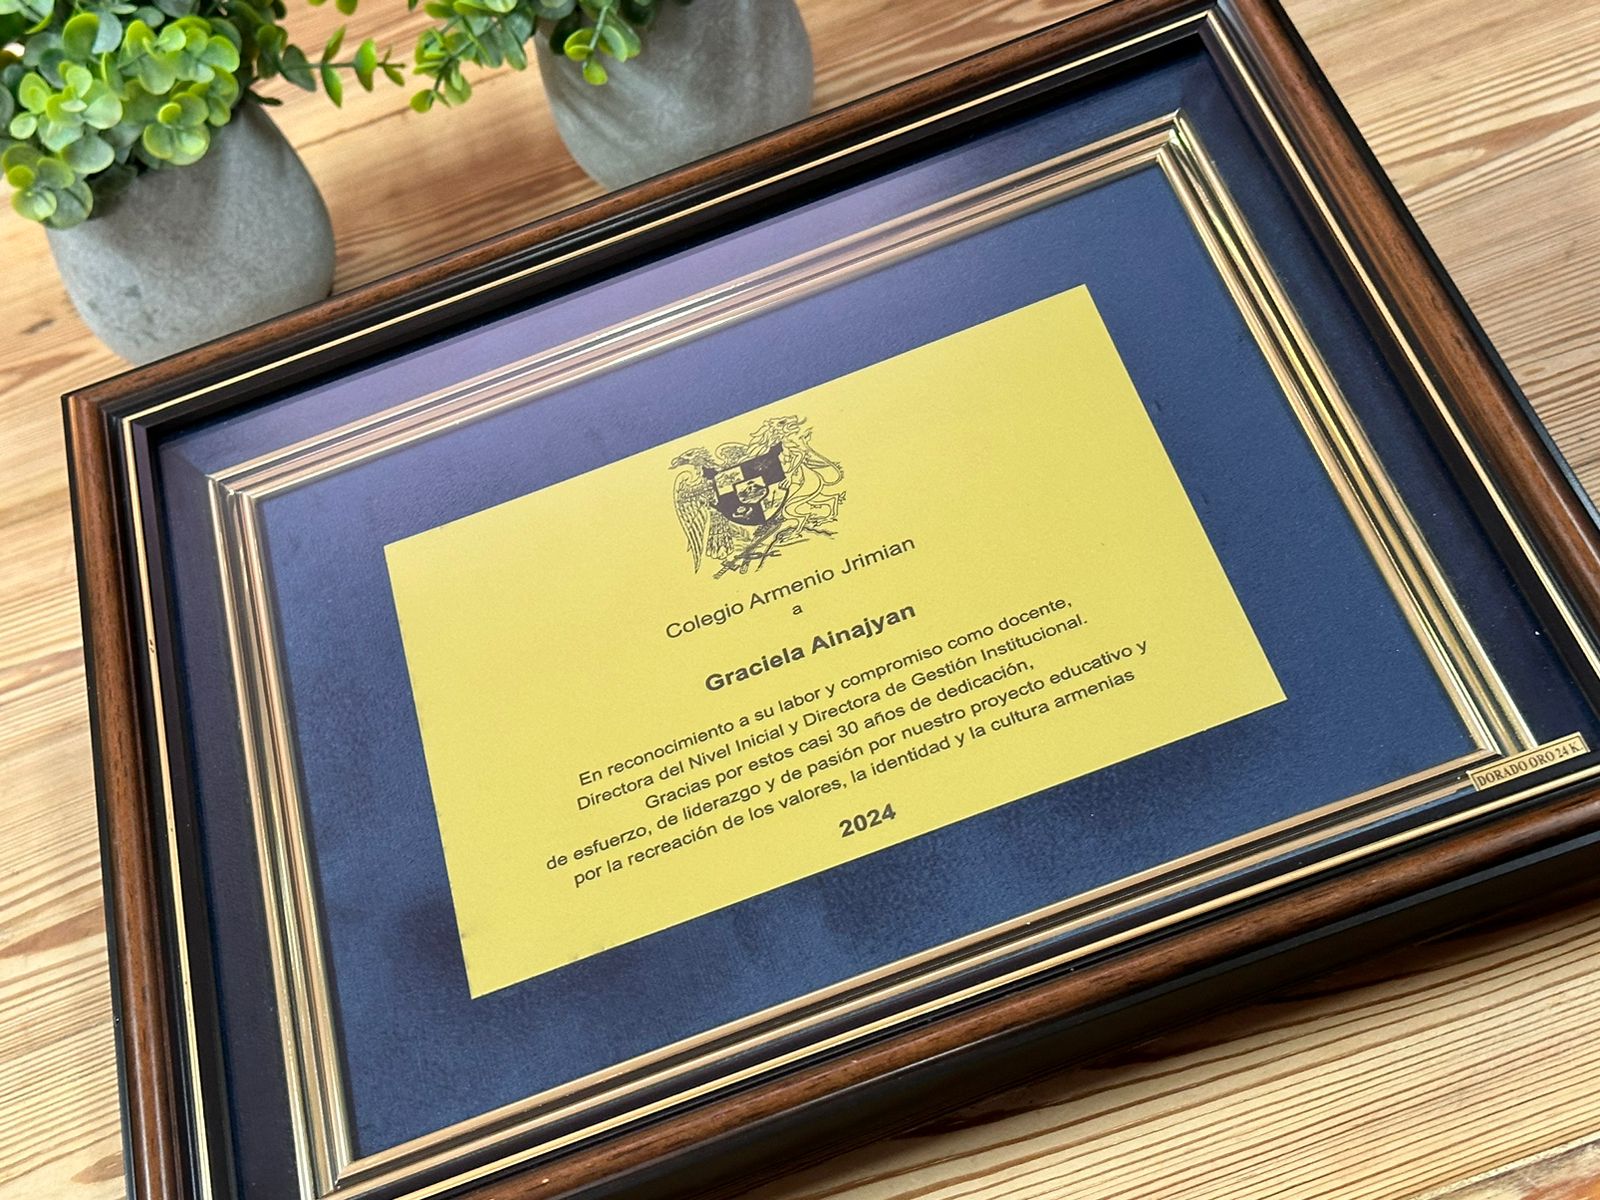 Colegio Armenio Jrimian
a
Graciela Ainajyan
En reconocimiento a su labor y compromiso como docente,
Directora del Nivel Inicial y Directora de Gestión Institucional.
Gracias por estos casi 30 años de dedicación,
de esfuerzo, de liderazgo y de pasión por nuestro proyecto educativo y
por la recreación de los valores, la identidad y la cultura armenias
2024
DORADO ORO 24 K.